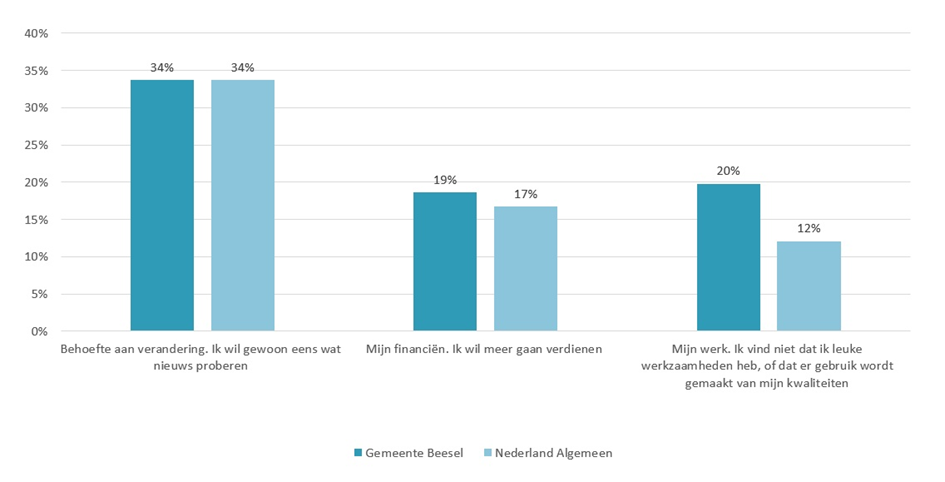 40%
35%
30%
25%
20%
15%
10%
5%
0%
34%
34%
19%
17%
20%
12%
Behoefte aan verandering. Ik wil gewoon eens wat
nieuws proberen
Mijn financiën. Ik wil meer gaan verdienen
Mijn werk. Ik vind niet dat ik leuke
werkzaamheden heb, of dat er gebruik wordt
gemaakt van mijn kwaliteiten
Gemeente Beesel
Nederland Algemeen